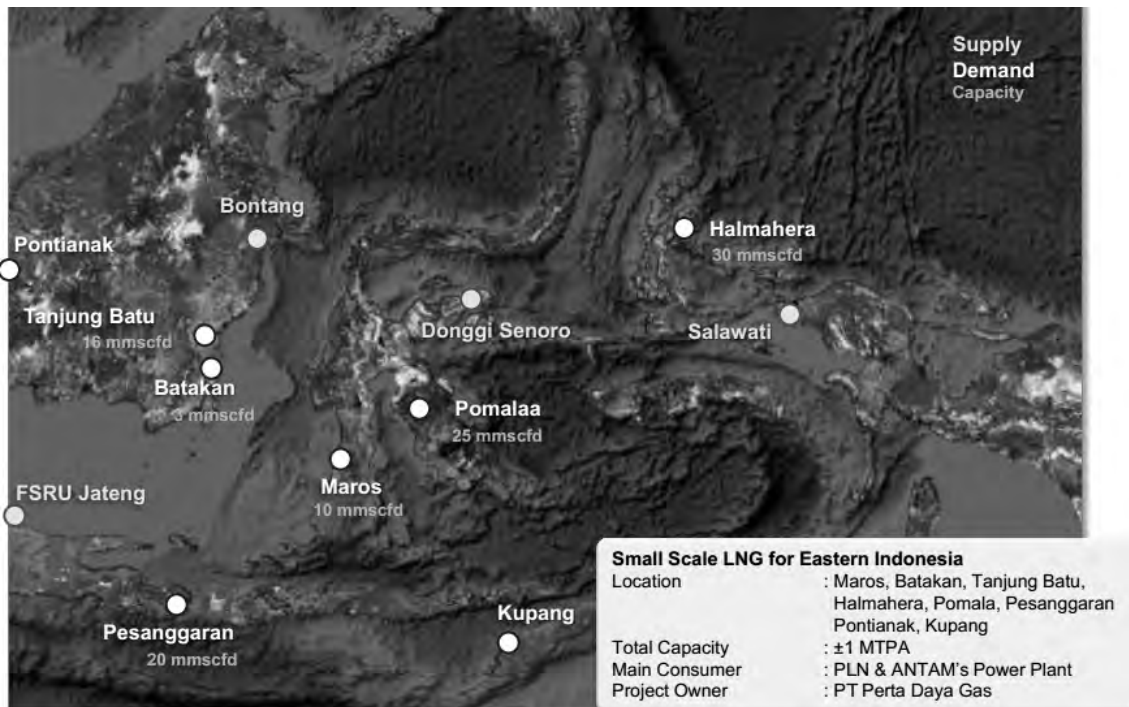 Supply
Demand
Capacity
Bontang
Pontianak
Halmahera
30 mmscfd
Tanjung Batu
16 mmscfd
Donggi Senoro
Salawati
Batakan
3 mmscfd
Pomalaa
25 mmscfd
Maros
10 mmscfd
FSRU Jateng
Small Scale LNG for Eastern Indonesia
Location : Maros, Batakan, Tanjung Batu,
Halmahera, Pomala, Pesanggaran
Pontianak, Kupang
Total Capacity : ±1 MTPA
Main Consumer : PLN & ANTAM's Power Plant
Project Owner : PT Perta Daya Gas
Kupang
Pesanggaran
20 mmscfd